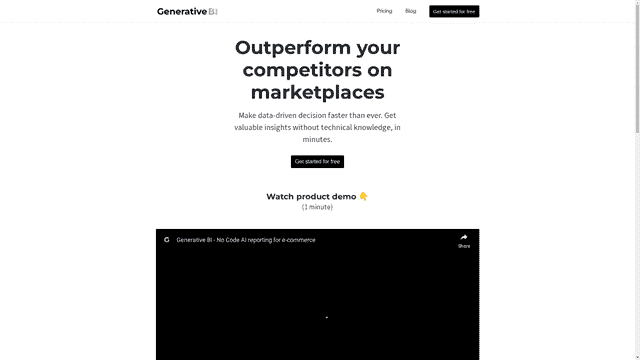 Generative BI
Pricing
Blog
Get started for free
Outperform your
competitors on
marketplaces
Make data-driven decision faster than ever. Get
valuable insights without technical knowledge, in
minutes.
Get started for free
Watch product demo 👇
(1 minute)
G
Generative BI - No Code AI reporting for e-commerce
Share